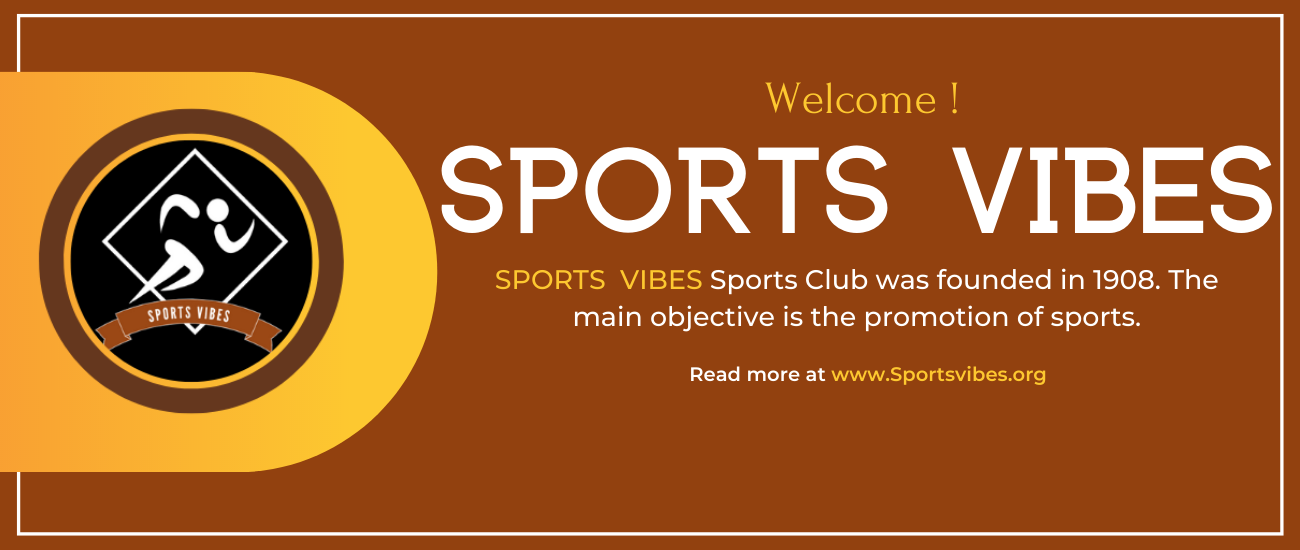 Welcome !
SPORTS VIBES
SPORTS VIBES Sports Club was founded in 1908. The
main objective is the promotion of sports.
Read more at www.Sportsvibes.org
SPORTS VIBES